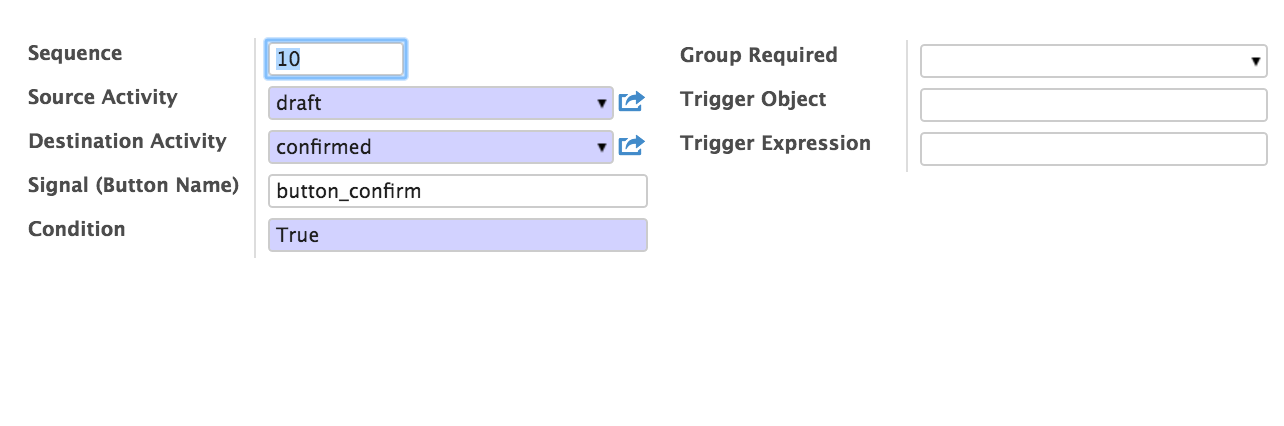 Sequence 10
Source Activity draft
Destination Activity confirmed
Signal (Button Name) button_confirm
Condition True
Group Required
Trigger Object
Trigger Expression